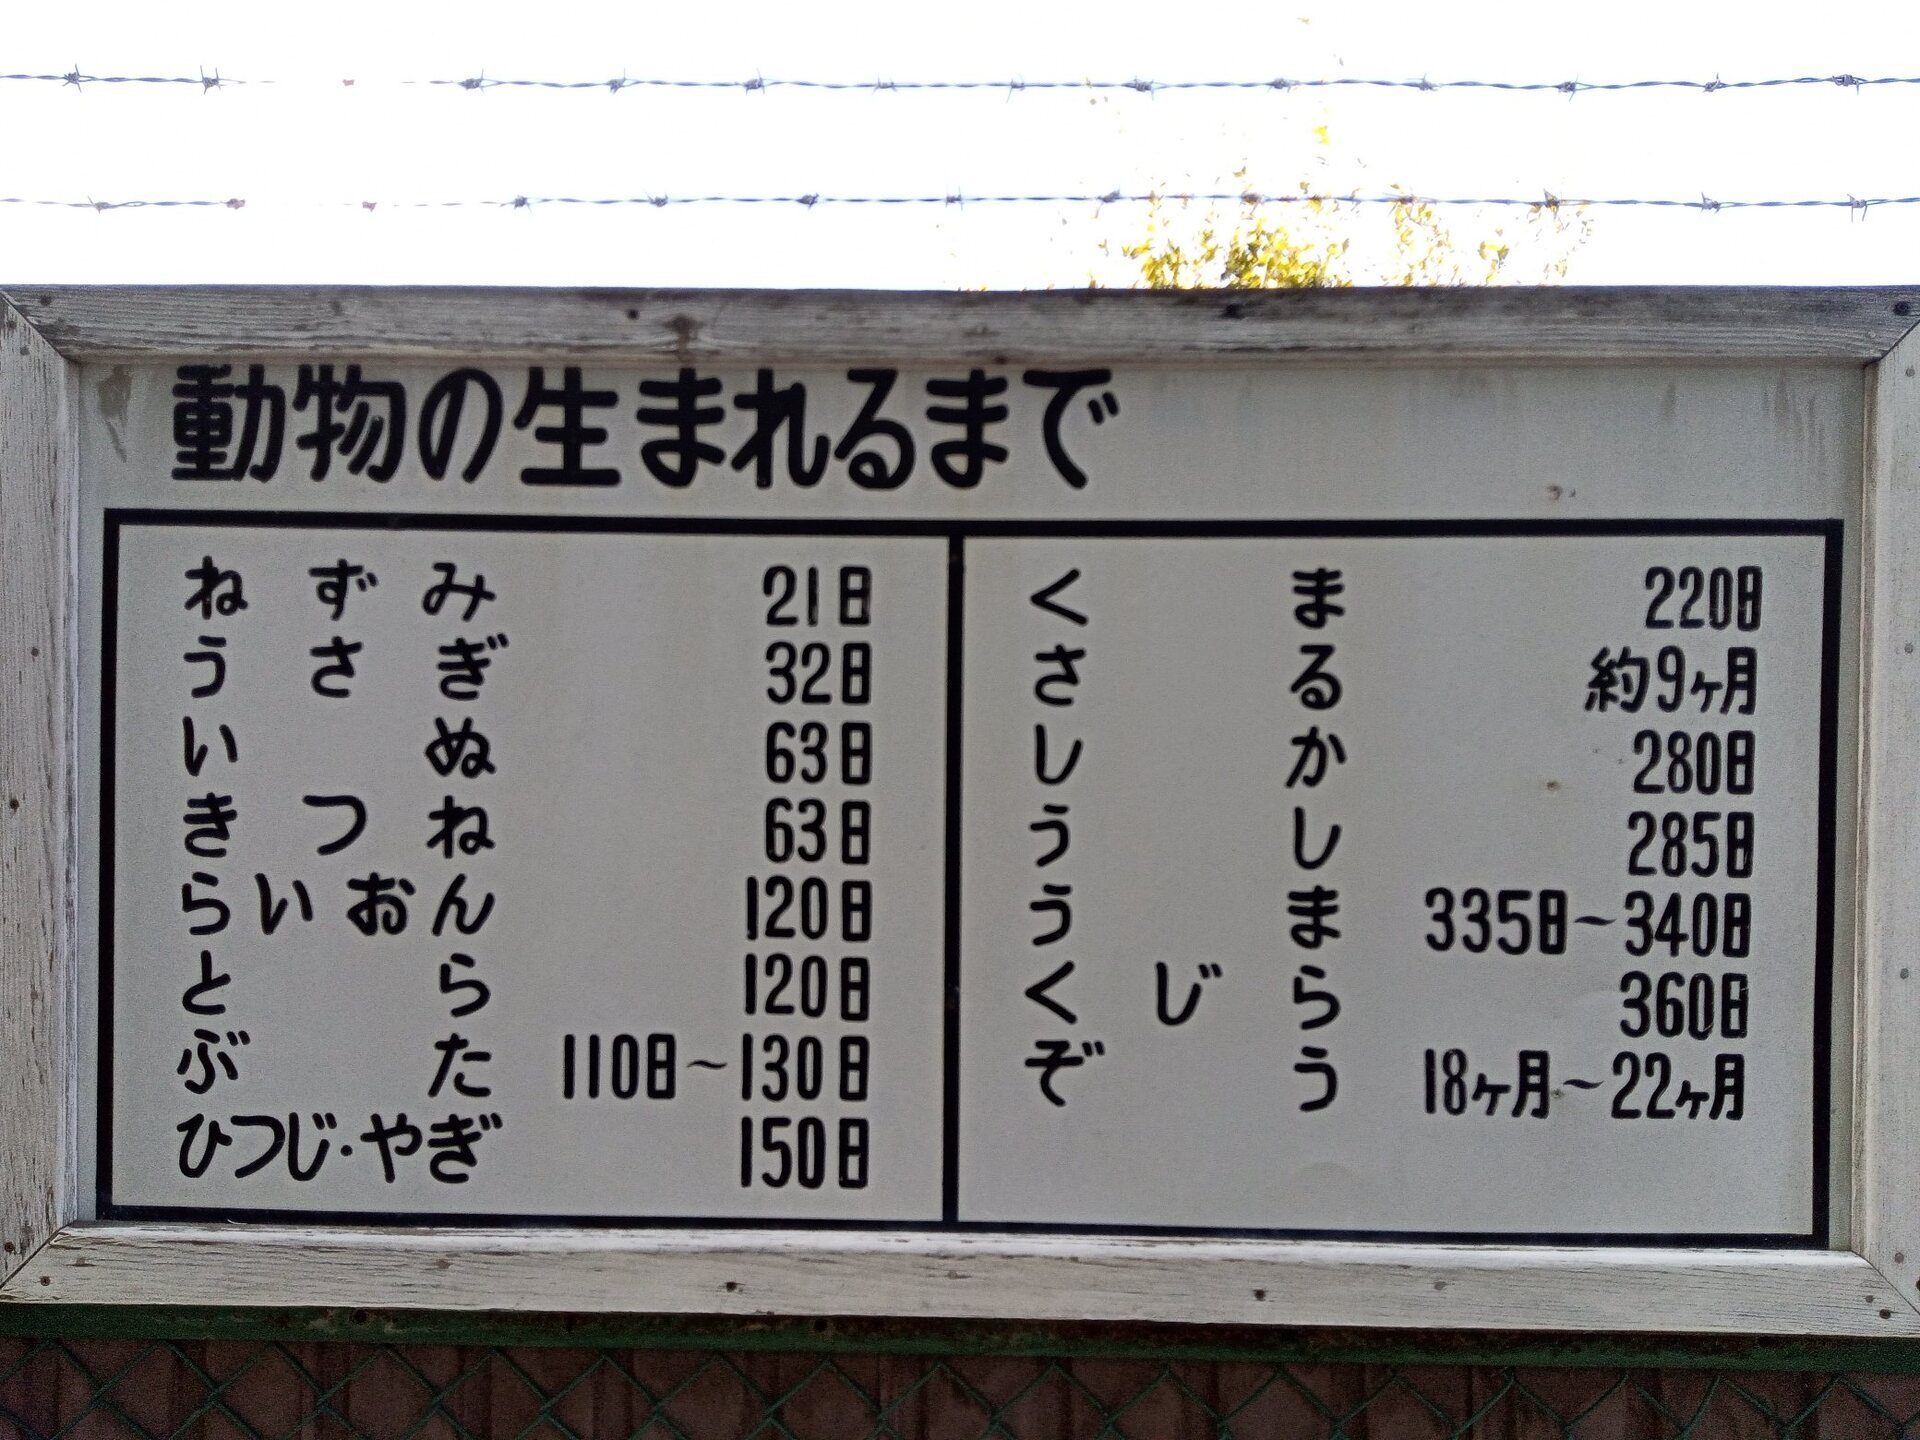 動物の生まれるまで
ねずみ 21日
うさぎ 32日
いぬ 63日
きつね 63日
らいおん 120日
とら 120日
ぶた 110日~130日
ひつじ・やぎ 150日
くま 220日
さる 約9ヶ月
しか 280日
うし 285日
うま 335日~340日
くじら 360日
ぞう 18ヶ月~22ヶ月